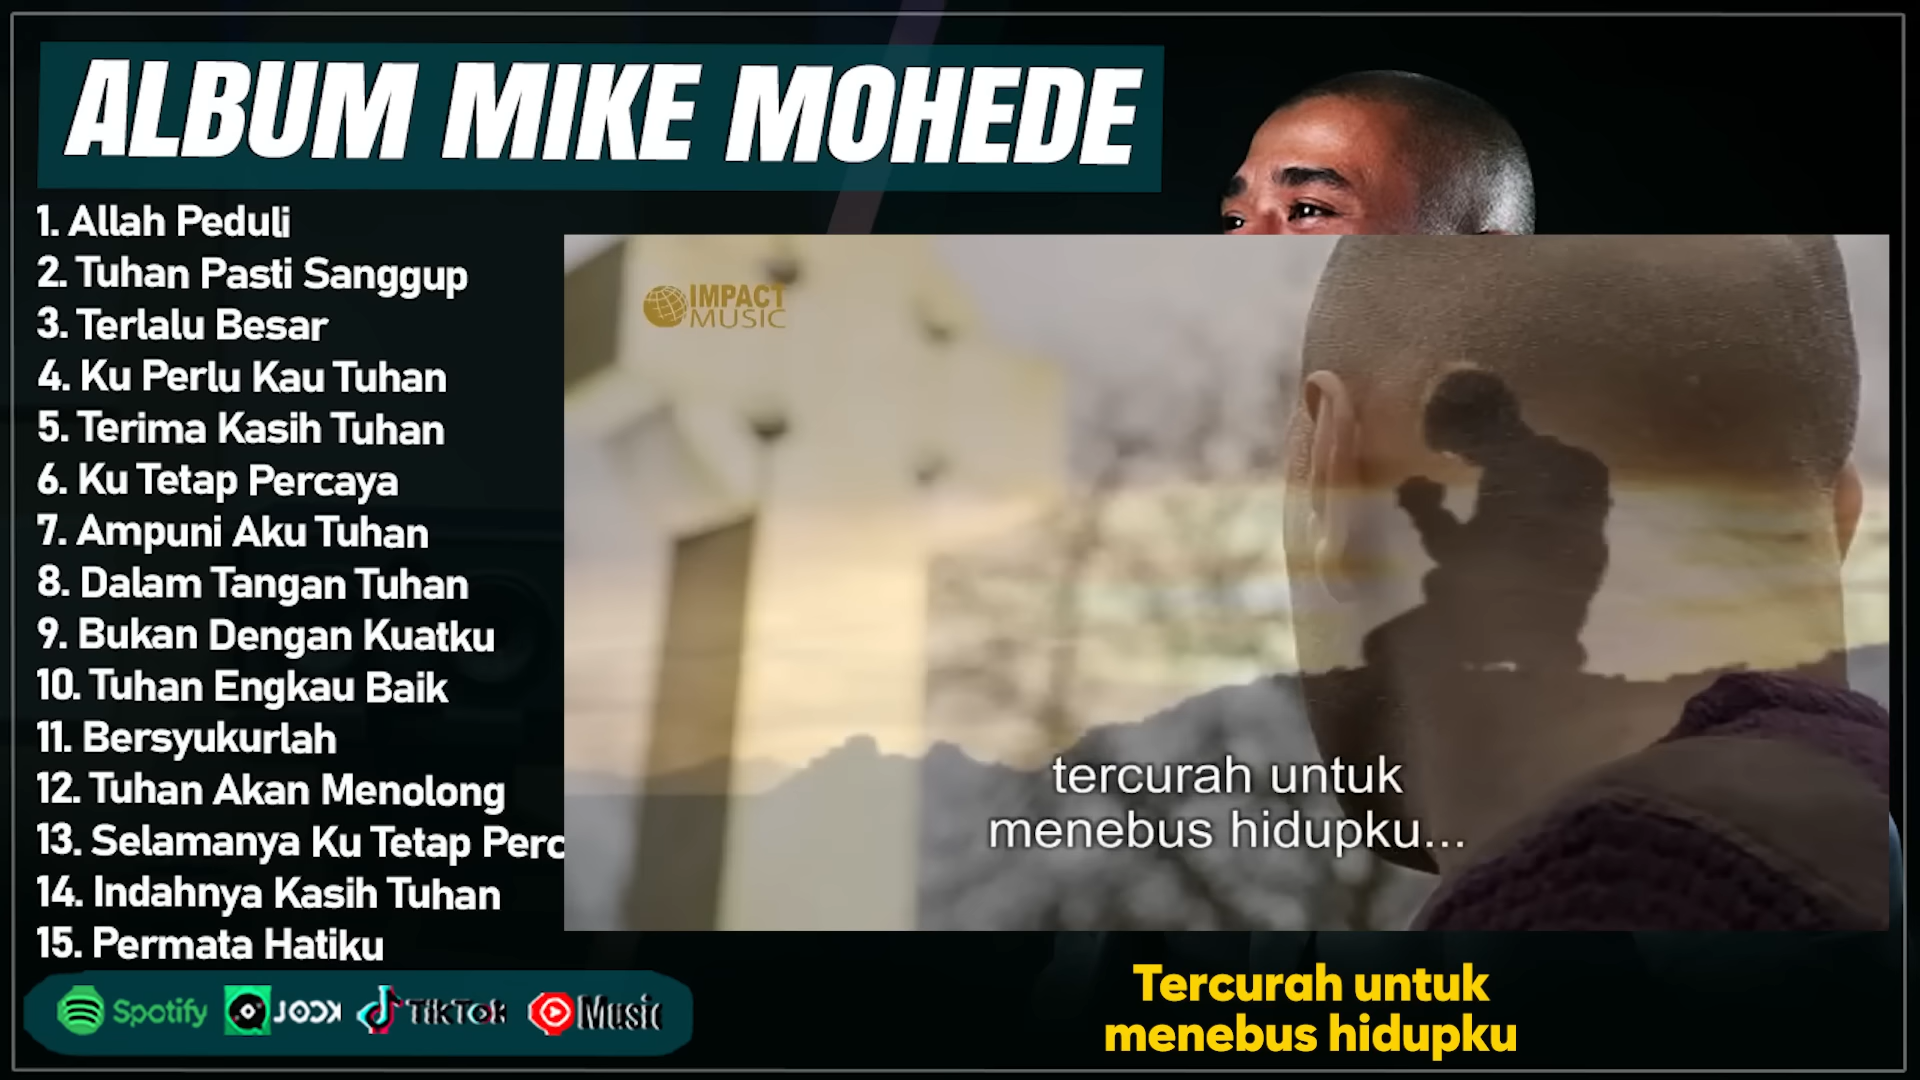 ALBUM MIKE MOHEDE
1. Allah Peduli
2. Tuhan Pasti Sanggup
3. Terlalu Besar
4. Ku Perlu Kau Tuhan
5. Terima Kasih Tuhan
6. Ku Tetap Percaya
7. Ampuni Aku Tuhan
8. Dalam Tangan Tuhan
9. Bukan Dengan Kuatku
10. Tuhan Engkau Baik
11. Bersyukurlah
12. Tuhan Akan Menolong
13. Selamanya Ku Tetap Perc
14. Indahnya Kasih Tuhan
15. Permata Hatiku
IMPACT
MUSIC
tercurah untuk
menebus hidupku...
Spotify JOOX TikTok Music
Tercurah untuk
menebus hidupku